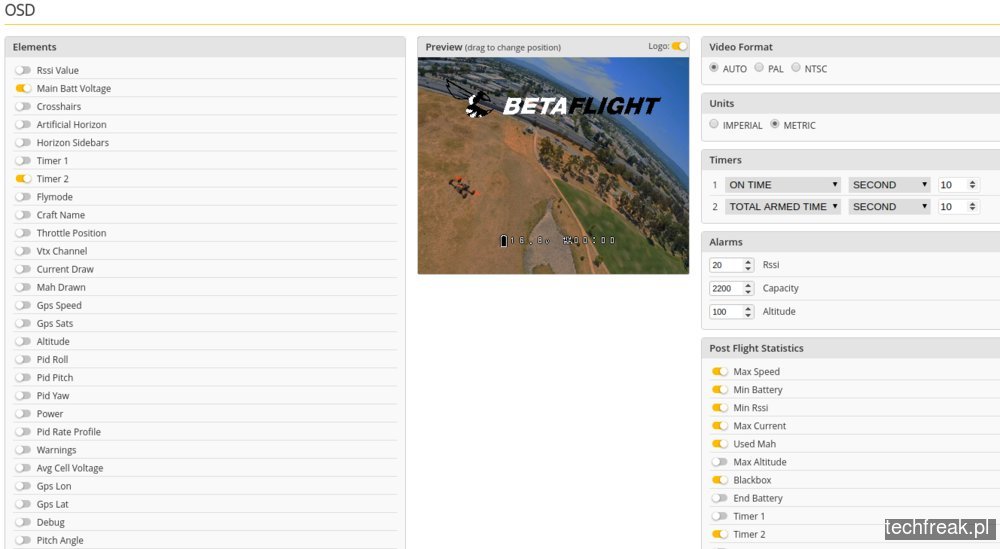 OSD
Elements
Rssi Value
Main Batt Voltage
Crosshairs
Artificial Horizon
Horizon Sidebars
Timer 1
Timer 2
Flymode
Craft Name
Throttle Position
Vtx Channel
Current Draw
Mah Drawn
Gps Speed
Gps Sats
Altitude
Pid Roll
Pid Pitch
Pid Yaw
Power
Pid Rate Profile
Warnings
Avg Cell Voltage
Gps Lon
Gps Lat
Debug
Pitch Angle
Preview (drag to change position) Logo:
BETAFLIGHT
16.8V 00:00
Video Format
AUTO PAL NTSC
Units
IMPERIAL METRIC
Timers
1 ON TIME SECOND 10
2 TOTAL ARMED TIME SECOND 10
Alarms
20 Rssi
2200 Capacity
100 Altitude
Post Flight Statistics
Max Speed
Min Battery
Min Rssi
Max Current
Used Mah
Max Altitude
Blackbox
End Battery
Timer 1
Timer 2
techfreak.pl